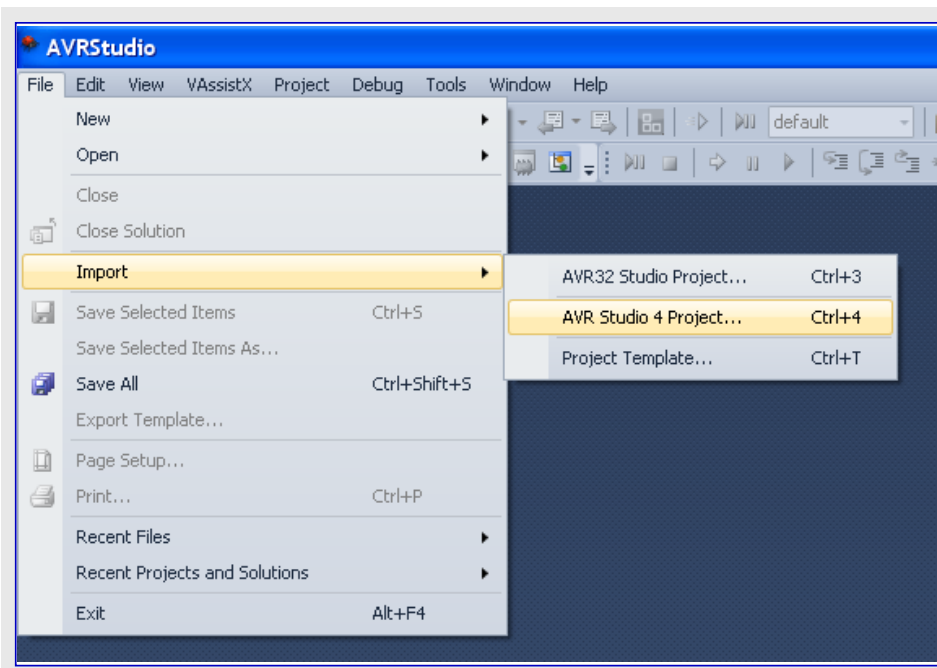 AVRStudio
File Edit View VAssistX Project Debug Tools Window Help
default
New
Open
Close
Close Solution
Import
AVR32 Studio Project... Ctrl+3
Save Selected Items Ctrl+S
AVR Studio 4 Project... Ctrl+4
Save Selected Items As...
Project Template... Ctrl+T
Save All Ctrl+Shift+S
Export Template...
Page Setup...
Print... Ctrl+P
Recent Files
Recent Projects and Solutions
Exit Alt+F4